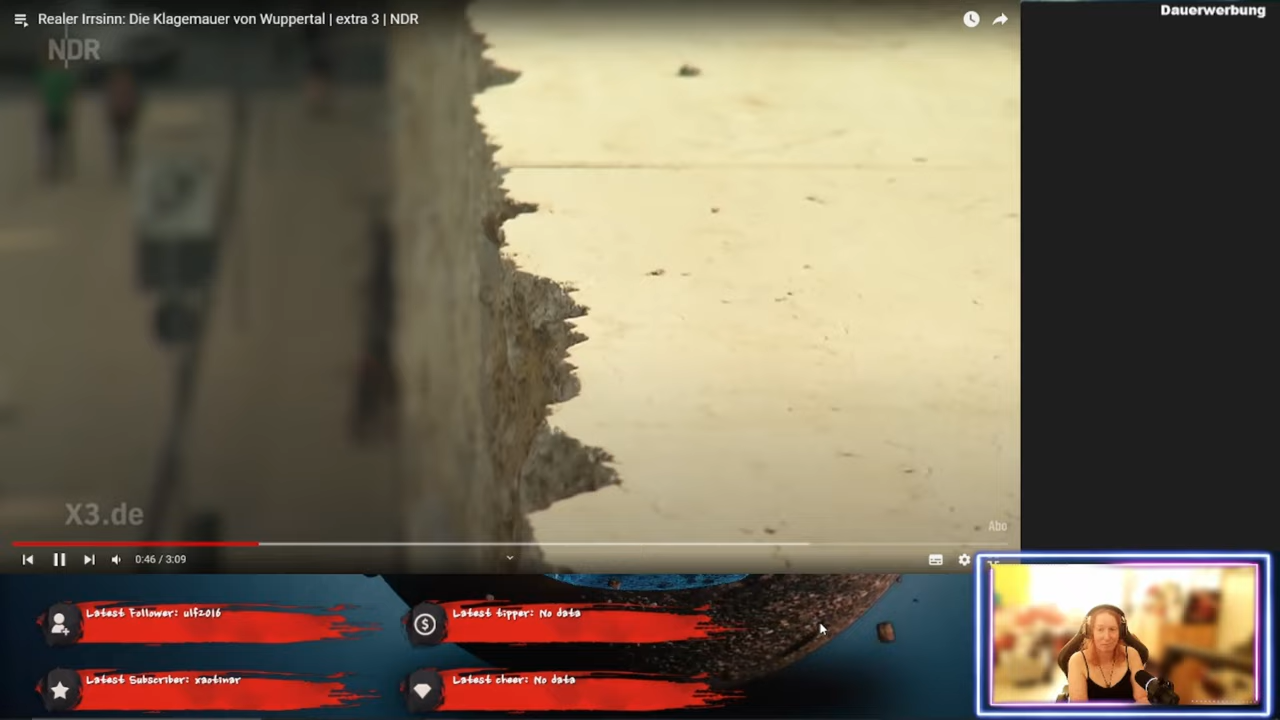 Realer Irrsinn: Die Klagemauer von Wuppertal | extra 3 | NDR
Dauerwerbung
NDR
X3.de
Abo
0:46 / 3:09
Latest Follower: ulfz016
Latest tipper: No data
Latest Subscriber: xaotinar
Latest cheer: No data